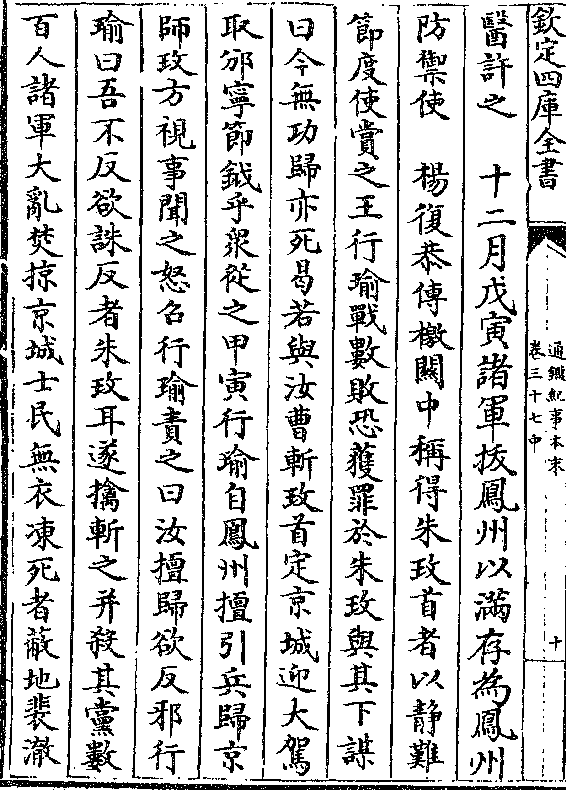 欽定四庫全書
通鑑紀事本末
卷三十七中
十
醫許之　十二月戊寅諸軍拔鳳州以滿存為鳳州
防禦使　楊復恭傳檄關中稱得朱玫首者以靜難
節度使賞之王行瑜戰數敗恐獲罪於朱玫與其下謀
曰今無功歸亦死曷若與汝曹斬玫首定京城迎大駕
取邠寧節鉞乎衆從之甲寅行瑜自鳳州擅引兵歸京
師玫方視事聞之怒召行瑜責之曰汝擅歸欲反邪行
瑜曰吾不反欲誅反者朱玫耳遂擒斬之并殺其黨數
百人諸軍大亂焚掠京城士民無衣凍死者蔽地裴澈